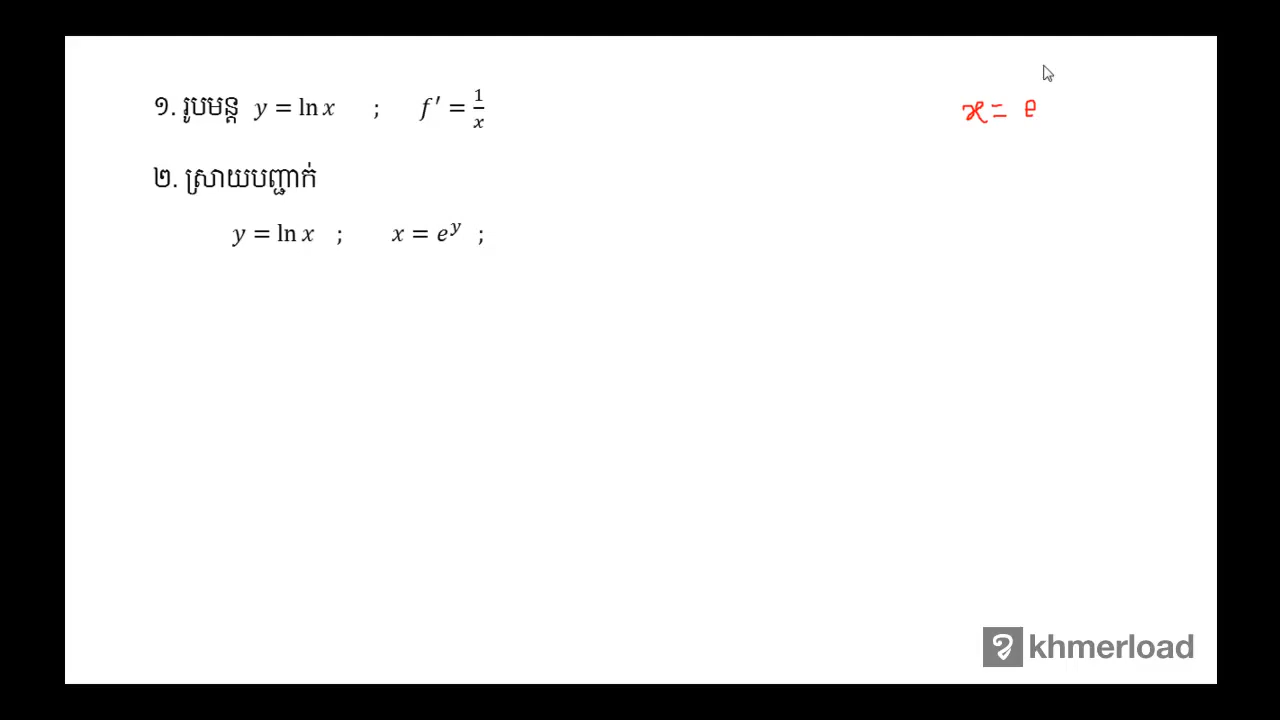 ១. រូបមន្ត y = ln x ; f′ = 1/x
x = e
២. ស្រាយបញ្ជាក់
y = ln x ; x = e^y ;
khmerload